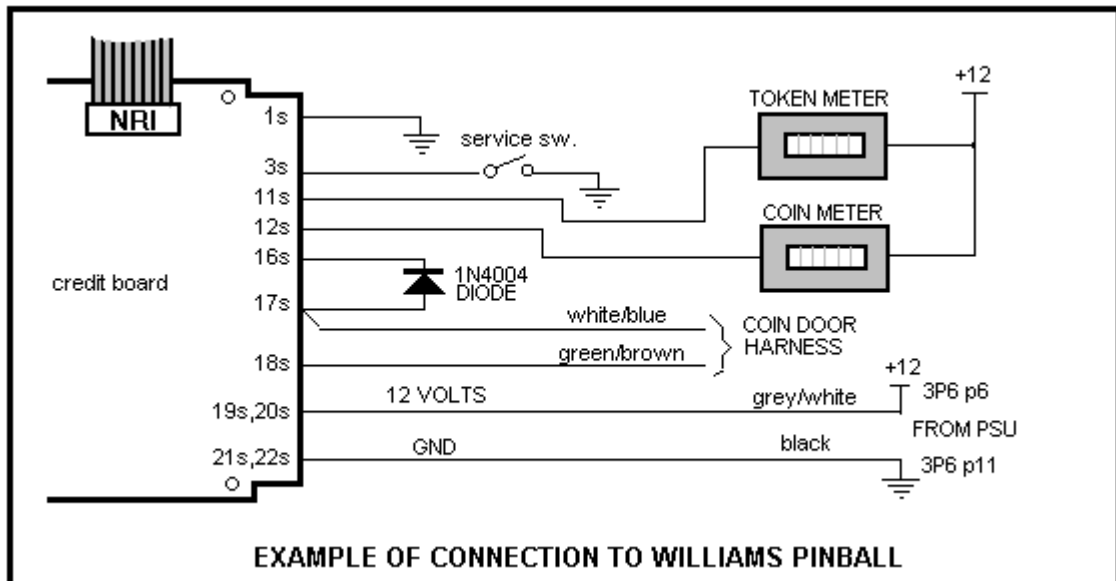 NRI
credit board
1s
3s
11s
12s
16s
17s
18s
19s,20s
21s,22s
service sw.
TOKEN METER
+12
COIN METER
1N4004
DIODE
white/blue
green/brown
COIN DOOR
HARNESS
12 VOLTS
grey/white
+12
3P6 p6
FROM PSU
GND
black
3P6 p11
EXAMPLE OF CONNECTION TO WILLIAMS PINBALL